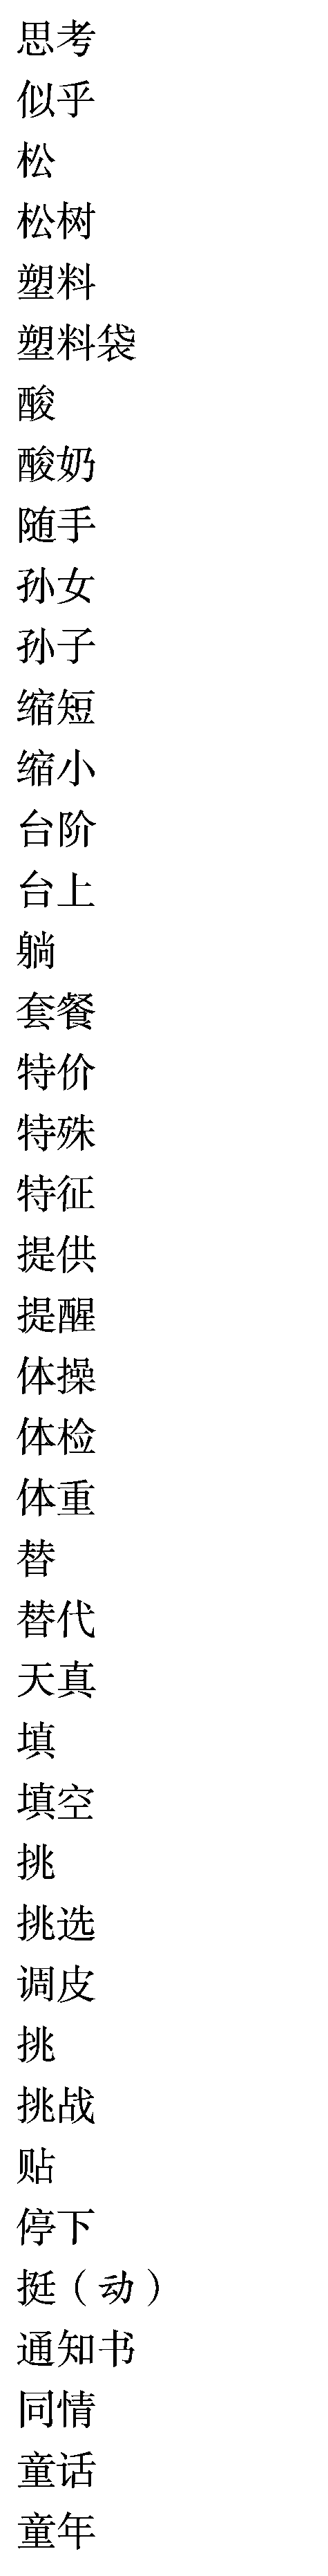 思考
似乎
松
松树
塑料
塑料袋
酸
酸奶
随手
孙女
孙子
缩短
缩小
台阶
台上
躺
套餐
特价
特殊
特征
提供
提醒
体操
体检
体重
替
替代
天真
填
填空
挑
挑选
调皮
挑
挑战
贴
停下
挺（动）
通知书
同情
童话
童年